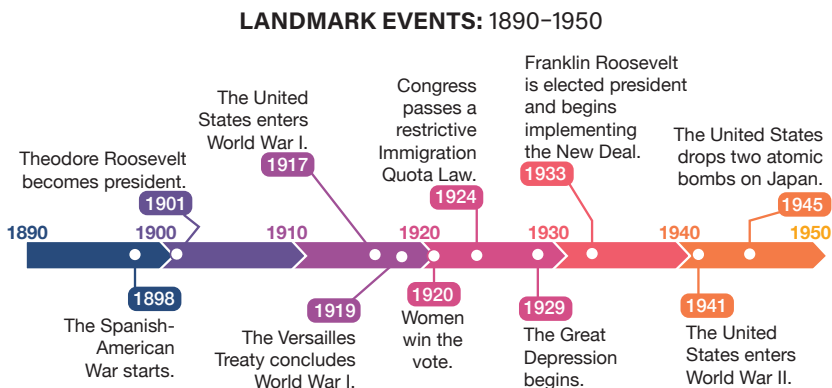 LANDMARK EVENTS: 1890–1950
Theodore Roosevelt
becomes president.
1901
The United
States enters
World War I.
1917
Congress
passes a
restrictive
Immigration
Quota Law.
1924
Franklin Roosevelt
is elected president
and begins
implementing
the New Deal.
1933
The United States
drops two atomic
bombs on Japan.
1945
1890
1900
1910
1920
1930
1940
1950
1898
The Spanish-
American
War starts.
1919
The Versailles
Treaty concludes
World War I.
1920
Women
win the
vote.
1929
The Great
Depression
begins.
1941
The United
States enters
World War II.